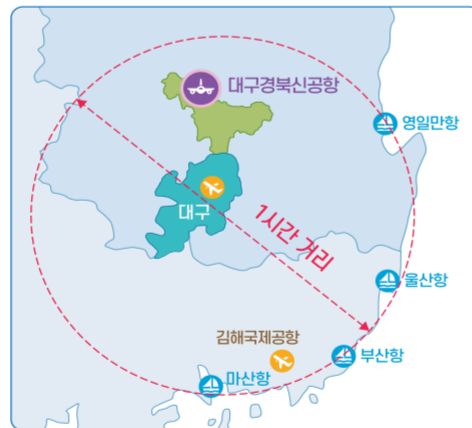 대구경북신공항
영일만항
대구
1시간 거리
울산항
김해국제공항
부산항
마산항